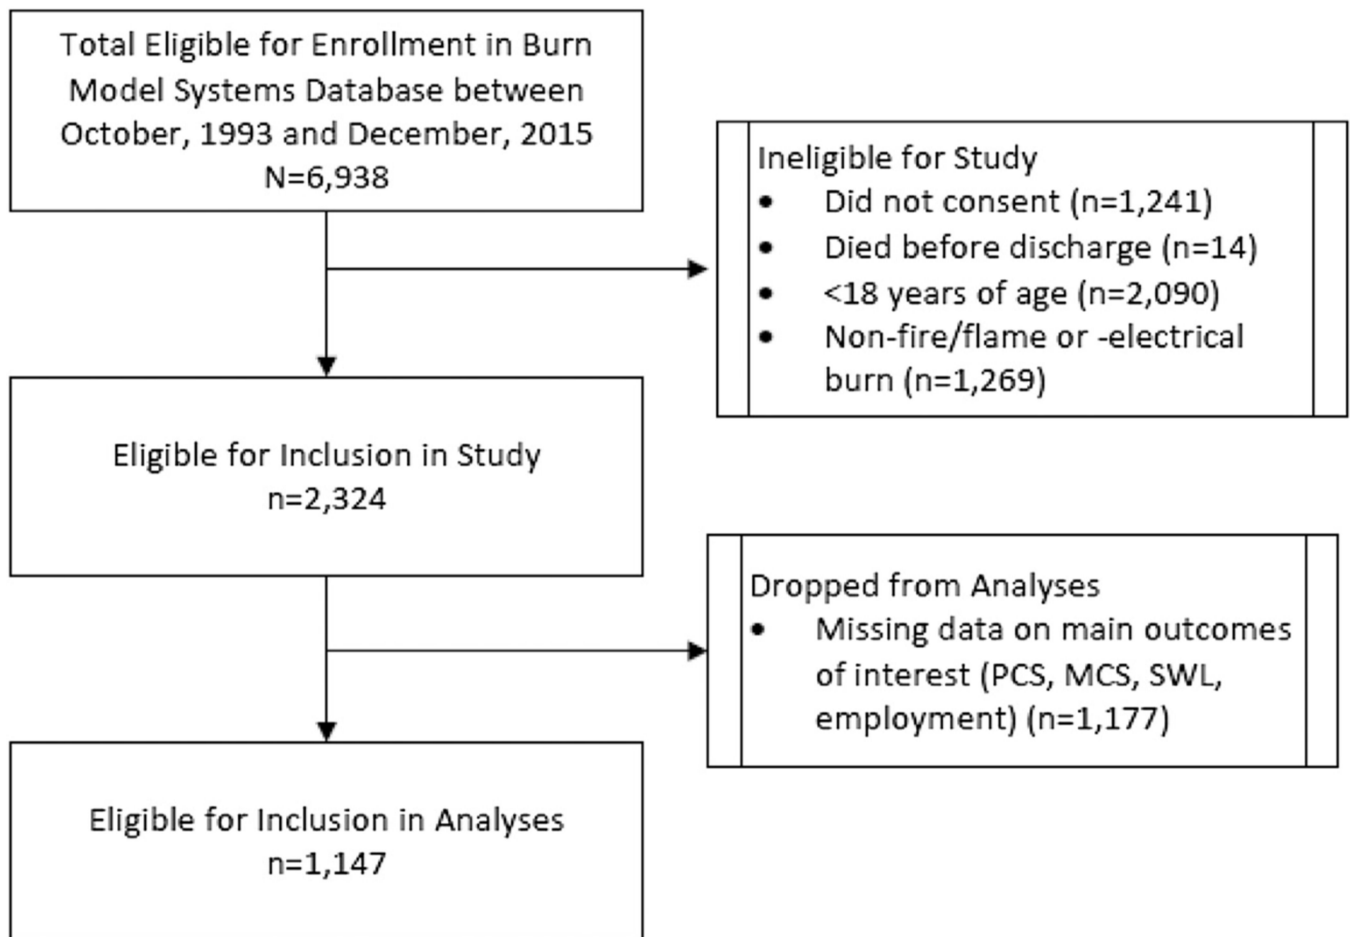 Total Eligible for Enrollment in Burn
Model Systems Database between
October, 1993 and December, 2015
N=6,938
Ineligible for Study
• Did not consent (n=1,241)
• Died before discharge (n=14)
• <18 years of age (n=2,090)
• Non-fire/flame or -electrical
burn (n=1,269)
Eligible for Inclusion in Study
n=2,324
Dropped from Analyses
• Missing data on main outcomes
of interest (PCS, MCS, SWL,
employment) (n=1,177)
Eligible for Inclusion in Analyses
n=1,147